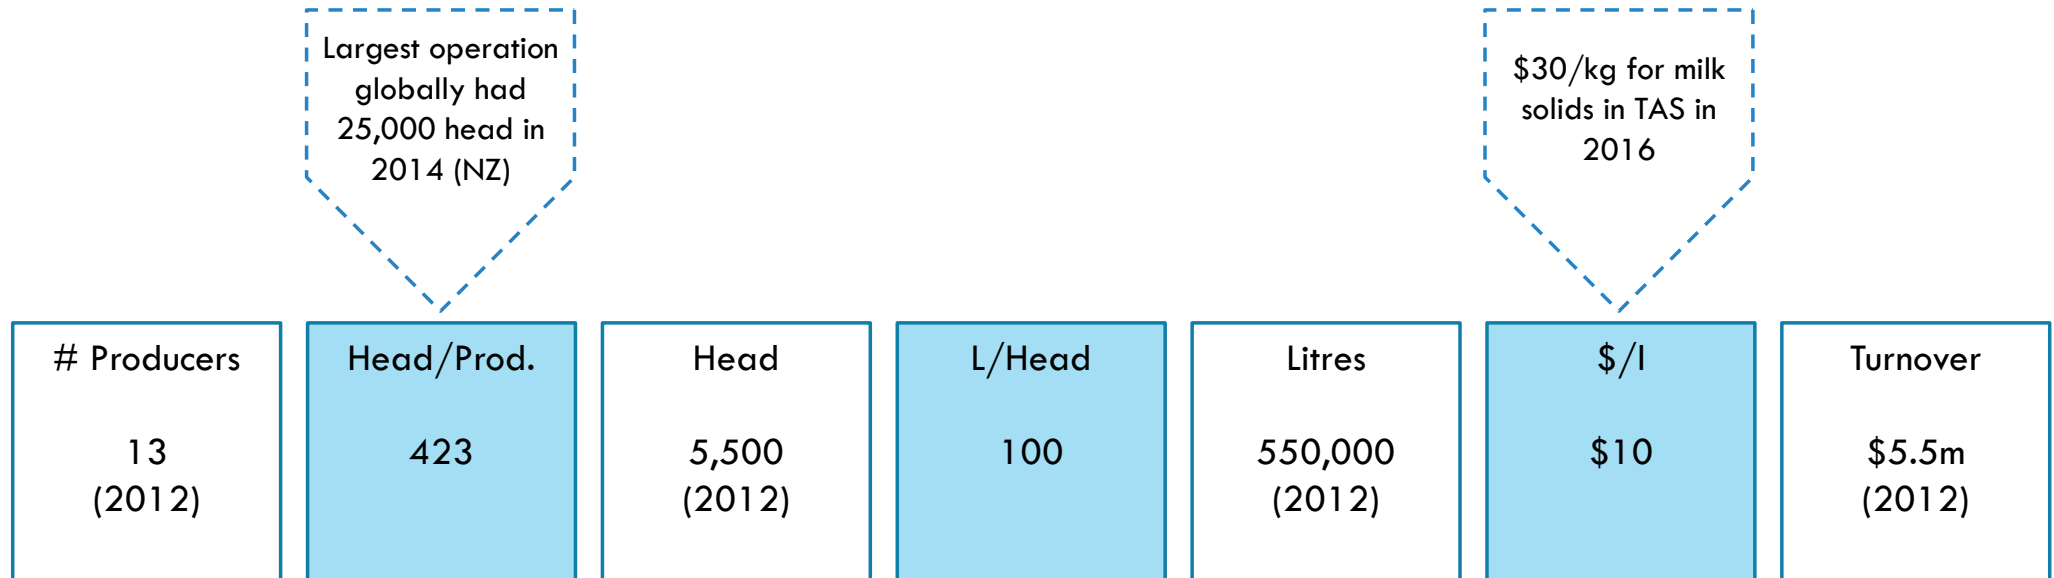 Largest operation
globally had
25,000 head in
2014 (NZ)
$30/kg for milk
solids in TAS in
2016
# Producers
13
(2012)
Head/Prod.
423
Head
5,500
(2012)
L/Head
100
Litres
550,000
(2012)
$/l
$10
Turnover
$5.5m
(2012)